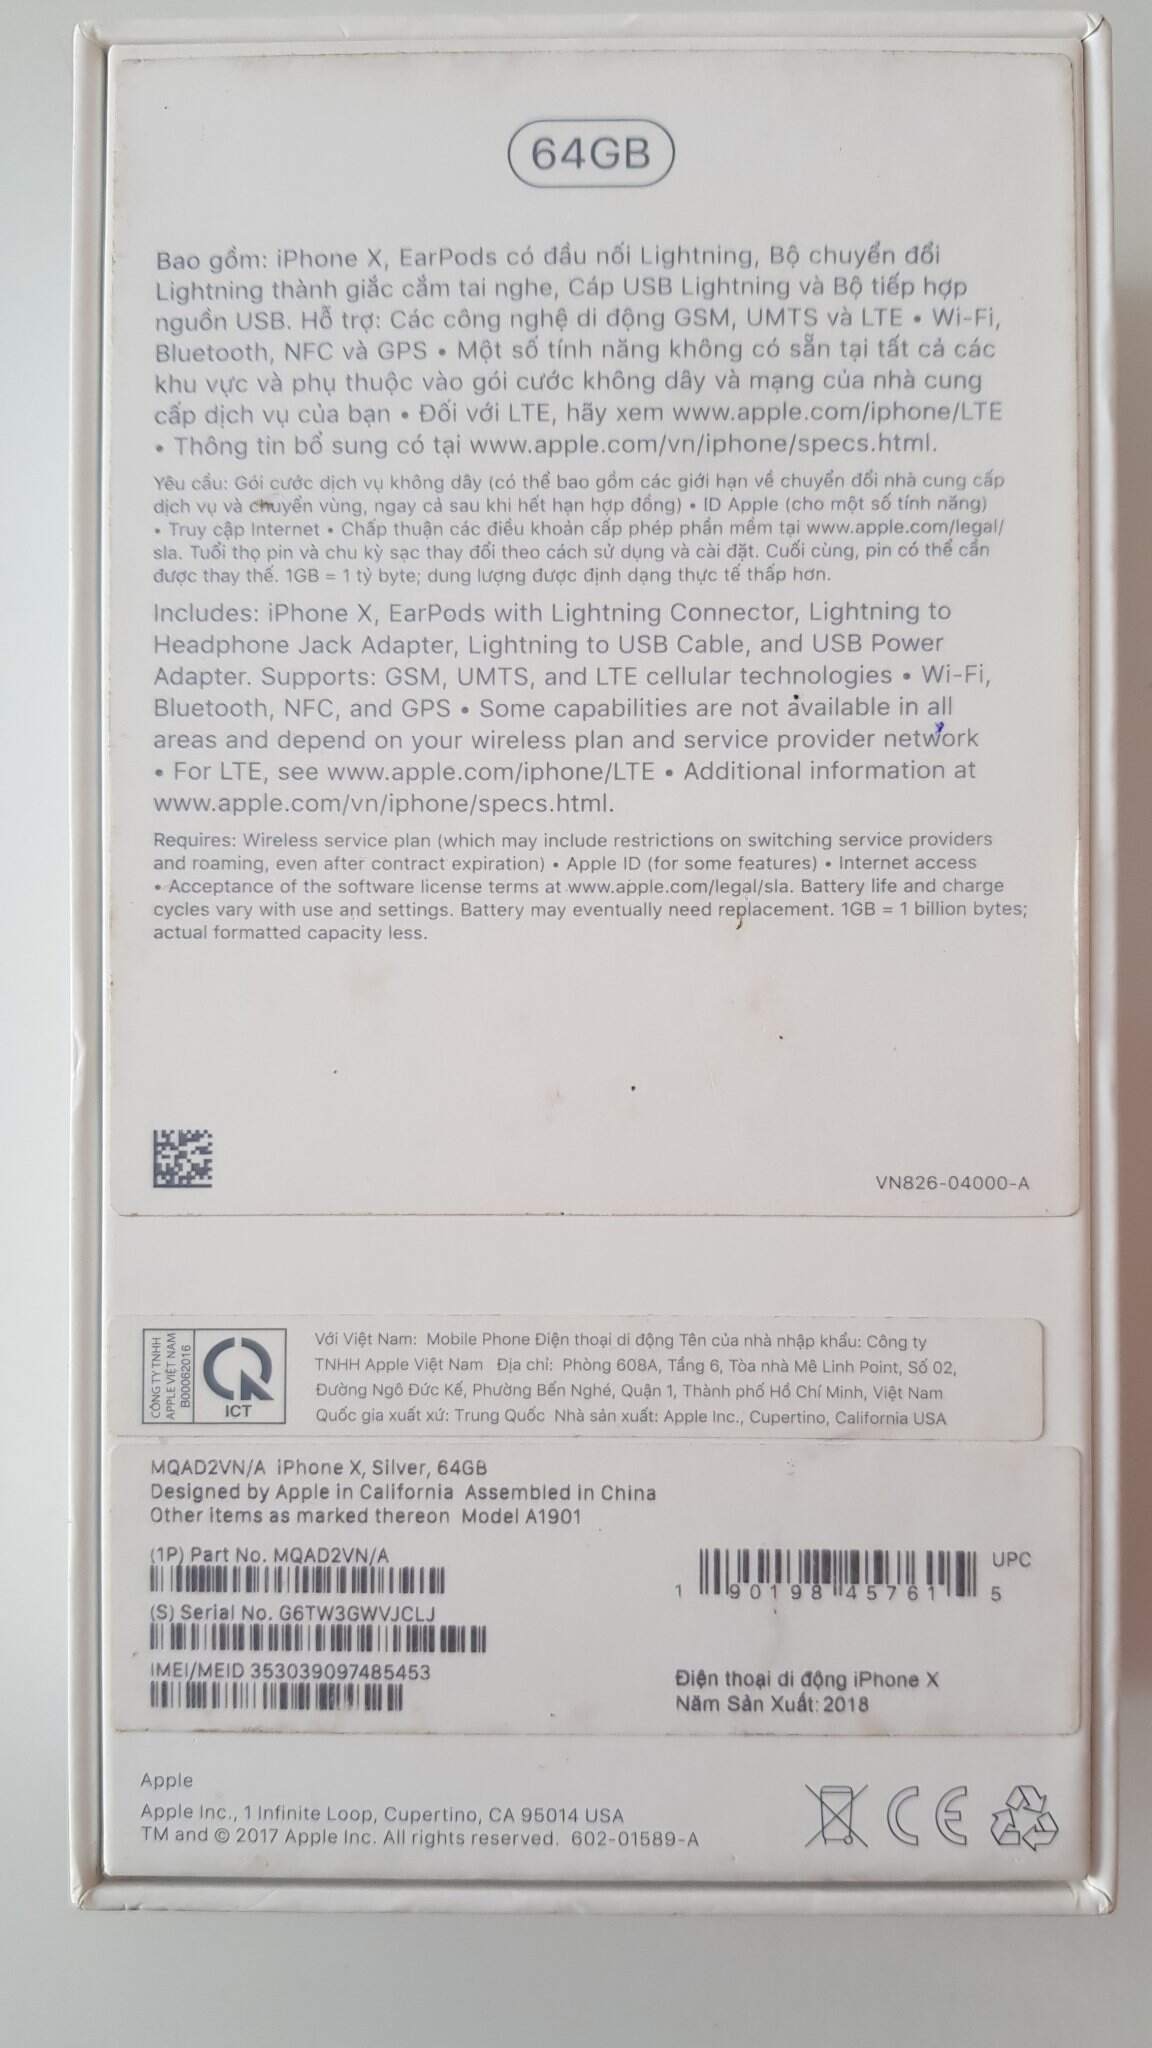 64GB
Bao gồm: iPhone X, EarPods có đầu nối Lightning, Bộ chuyển đổi
Lightning thành giắc cắm tai nghe, Cáp USB Lightning và Bộ tiếp hợp
nguồn USB. Hỗ trợ: Các công nghệ di động GSM, UMTS và LTE • Wi-Fi,
Bluetooth, NFC và GPS • Một số tính năng không có sẵn tại tất cả các
khu vực và phụ thuộc vào gói cước không dây và mạng của nhà cung
cấp dịch vụ của bạn • Đối với LTE, hãy xem www.apple.com/iphone/LTE
• Thông tin bổ sung có tại www.apple.com/vn/iphone/specs.html.
Yêu cầu: Gói cước dịch vụ không dây (có thể bao gồm các giới hạn về chuyển đổi nhà cung cấp
dịch vụ và chuyển vùng, ngay cả sau khi hết hạn hợp đồng) • ID Apple (cho một số tính năng)
• Truy cập Internet • Chấp thuận các điều khoản cấp phép phần mềm tại www.apple.com/legal/
sla. Tuổi thọ pin và chu kỳ sạc thay đổi theo cách sử dụng và cài đặt. Cuối cùng, pin có thể cần
được thay thế. 1GB = 1 tỷ byte; dung lượng được định dạng thực tế thấp hơn.
Includes: iPhone X, EarPods with Lightning Connector, Lightning to
Headphone Jack Adapter, Lightning to USB Cable, and USB Power
Adapter. Supports: GSM, UMTS, and LTE cellular technologies • Wi-Fi,
Bluetooth, NFC, and GPS • Some capabilities are not available in all
areas and depend on your wireless plan and service provider network
• For LTE, see www.apple.com/iphone/LTE • Additional information at
www.apple.com/vn/iphone/specs.html.
Requires: Wireless service plan (which may include restrictions on switching service providers
and roaming, even after contract expiration) • Apple ID (for some features) • Internet access
• Acceptance of the software license terms at www.apple.com/legal/sla. Battery life and charge
cycles vary with use and settings. Battery may eventually need replacement. 1GB = 1 billion bytes;
actual formatted capacity less.
VN826-04000-A
CÔNG TY TNHH
APPLE VIỆT NAM
B00062016
ICT
Với Việt Nam: Mobile Phone Điện thoại di động Tên của nhà nhập khẩu: Công ty
TNHH Apple Việt Nam Địa chỉ: Phòng 608A, Tầng 6, Tòa nhà Mê Linh Point, Số 02,
Đường Ngô Đức Kế, Phường Bến Nghé, Quận 1, Thành phố Hồ Chí Minh, Việt Nam
Quốc gia xuất xứ: Trung Quốc Nhà sản xuất: Apple Inc., Cupertino, California USA
MQAD2VN/A iPhone X, Silver, 64GB
Designed by Apple in California Assembled in China
Other items as marked thereon Model A1901
(1P) Part No. MQAD2VN/A
UPC
1 90198 45761 5
(S) Serial No. G6TW3GWVJCLJ
IMEI/MEID 353039097485453
Điện thoại di động iPhone X
Năm Sản Xuất: 2018
Apple
Apple Inc., 1 Infinite Loop, Cupertino, CA 95014 USA
TM and © 2017 Apple Inc. All rights reserved. 602-01589-A
CE